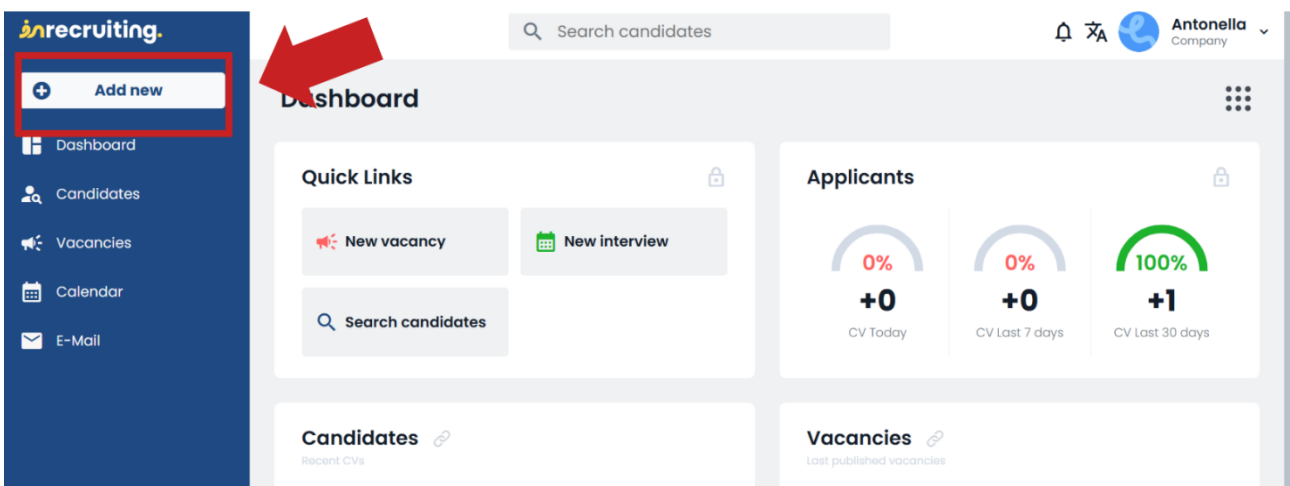 inrecruiting.
Search candidates
Antonella
Company
Add new
Dashboard
Candidates
Vacancies
Calendar
E-Mail
Dashboard
Quick Links
New vacancy
New interview
Search candidates
Applicants
0%
+0
CV Today
0%
+0
CV Last 7 days
100%
+1
CV Last 30 days
Candidates
Recent CVs
Vacancies
Last published vacancies